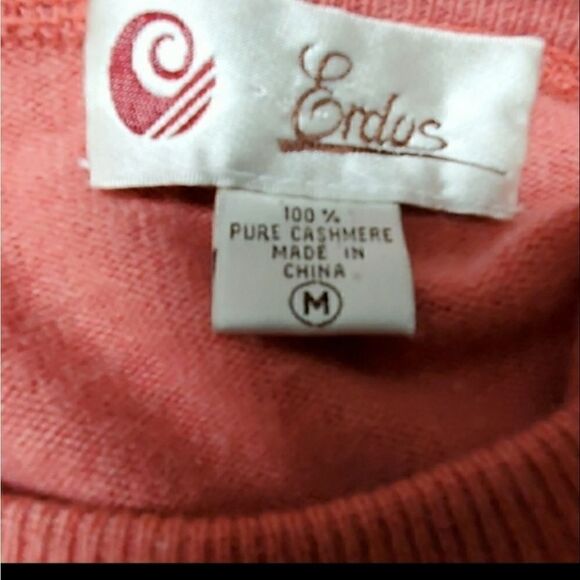 Erdos
100 %
PURE CASHMERE
MADE IN
CHINA
M